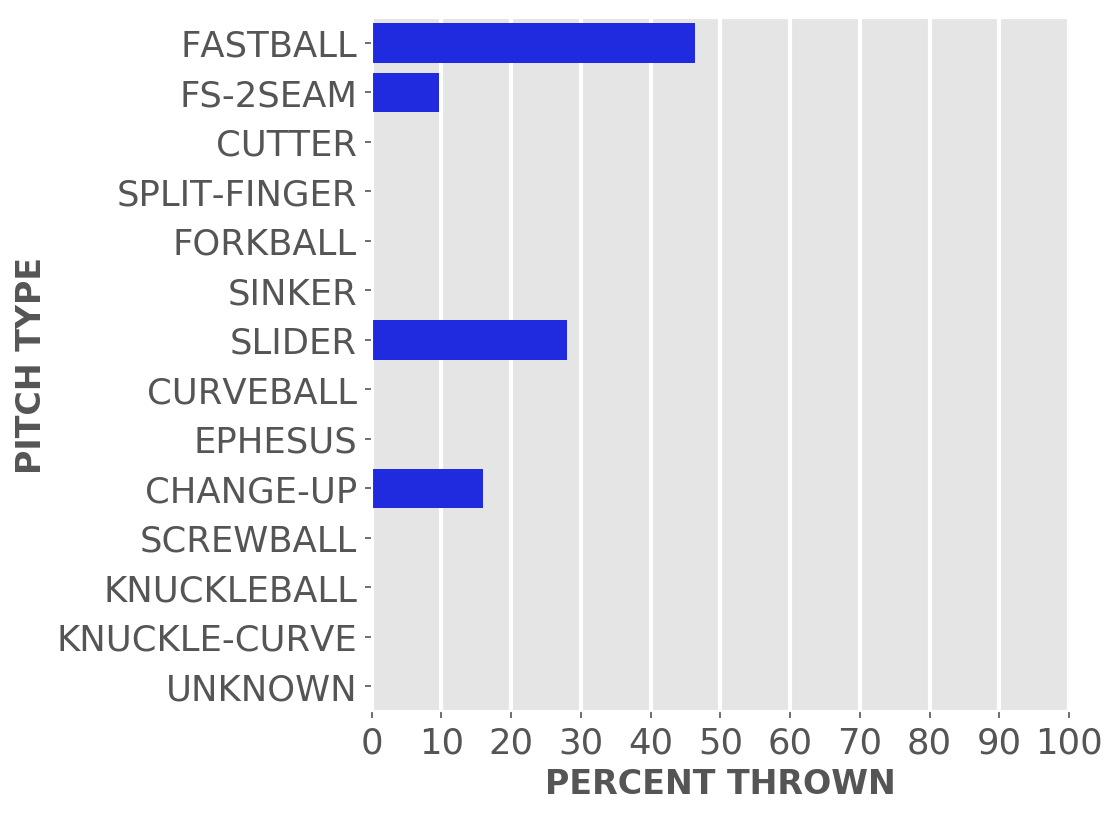 FASTBALL
FS-2SEAM
CUTTER
SPLIT-FINGER
FORKBALL
SINKER
SLIDER
CURVEBALL
EPHESUS
CHANGE-UP
SCREWBALL
KNUCKLEBALL
KNUCKLE-CURVE
UNKNOWN
PITCH TYPE
0 10 20 30 40 50 60 70 80 90 100
PERCENT THROWN